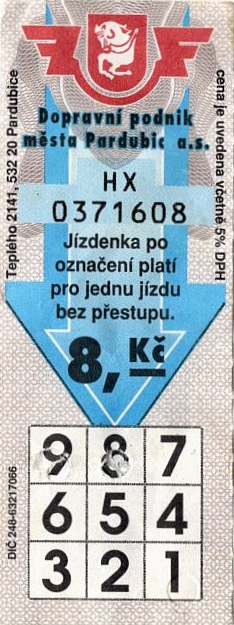 Dopravní podnik
města Pardubic a.s.
Teplého 2141, 532 20 Pardubice
cena je uvedena včetně 5% DPH
HX
0371608
Jízdenka po
označení platí
pro jednu jízdu
bez přestupu.
8, Kč
9 8 7
6 5 4
3 2 1
DIČ 248-63217066